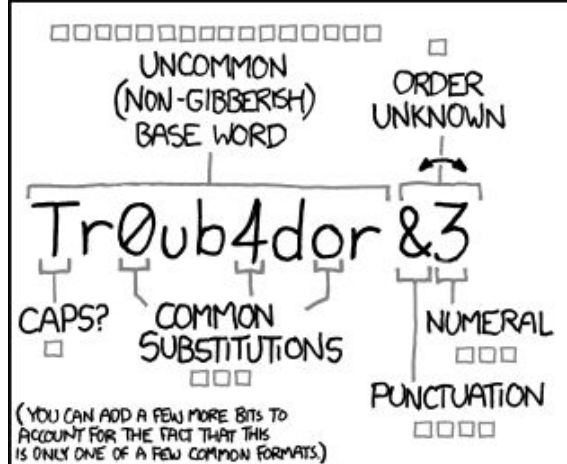 UNCOMMON
(NON-GIBBERISH)
BASE WORD
ORDER
UNKNOWN
Tr0ub4dor &3
CAPS?
COMMON
SUBSTITUTIONS
NUMERAL
PUNCTUATION
(YOU CAN ADD A FEW MORE BITS TO
ACCOUNT FOR THE FACT THAT THIS
IS ONLY ONE OF A FEW COMMON FORMATS.)